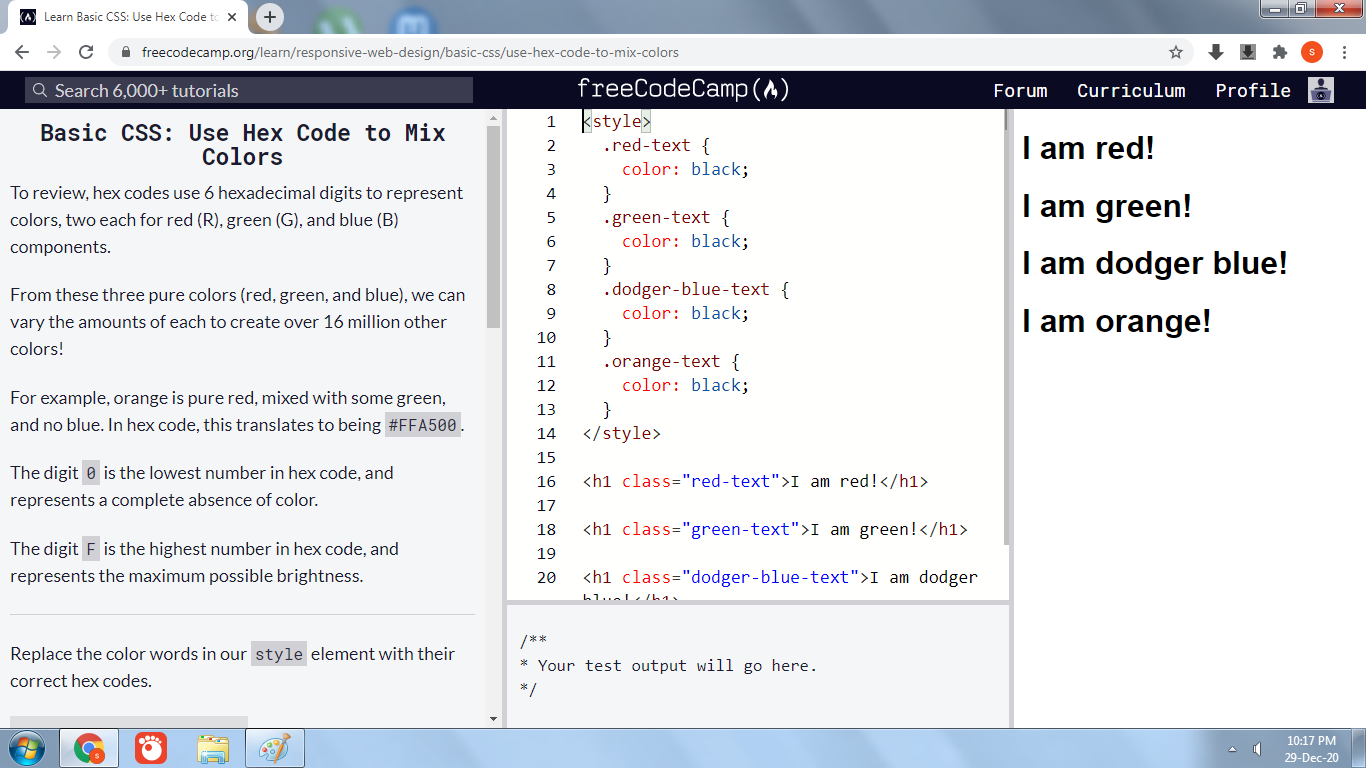 Learn Basic CSS: Use Hex Code to
freecodecamp.org/learn/responsive-web-design/basic-css/use-hex-code-to-mix-colors
S
Search 6,000+ tutorials
freeCodeCamp
Forum
Curriculum
Profile
Basic CSS: Use Hex Code to Mix
Colors
To review, hex codes use 6 hexadecimal digits to represent
colors, two each for red (R), green (G), and blue (B)
components.
From these three pure colors (red, green, and blue), we can
vary the amounts of each to create over 16 million other
colors!
For example, orange is pure red, mixed with some green,
and no blue. In hex code, this translates to being #FFA500.
The digit 0 is the lowest number in hex code, and
represents a complete absence of color.
The digit F is the highest number in hex code, and
represents the maximum possible brightness.
Replace the color words in our style element with their
correct hex codes.
1 <style>
2 .red-text {
3 color: black;
4 }
5 .green-text {
6 color: black;
7 }
8 .dodger-blue-text {
9 color: black;
10 }
11 .orange-text {
12 color: black;
13 }
14 </style>
15
16 <h1 class="red-text">I am red!</h1>
17
18 <h1 class="green-text">I am green!</h1>
19
20 <h1 class="dodger-blue-text">I am dodger
blue!</h1>
/**
* Your test output will go here.
*/
I am red!
I am green!
I am dodger blue!
I am orange!
10:17 PM
29-Dec-20